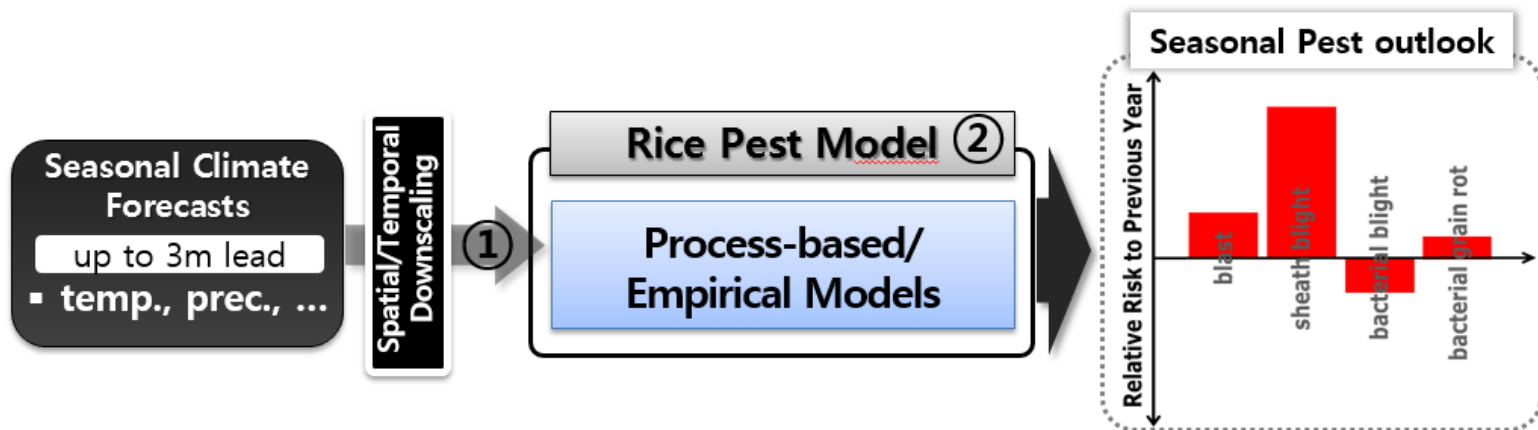 Seasonal Climate
Forecasts
up to 3m lead
▪ temp., prec., ...
Spatial/Temporal
Downscaling
①
Rice Pest Model ②
Process-based/
Empirical Models
Seasonal Pest outlook
Relative Risk to Previous Year
blast
sheath blight
bacterial blight
bacterial grain rot